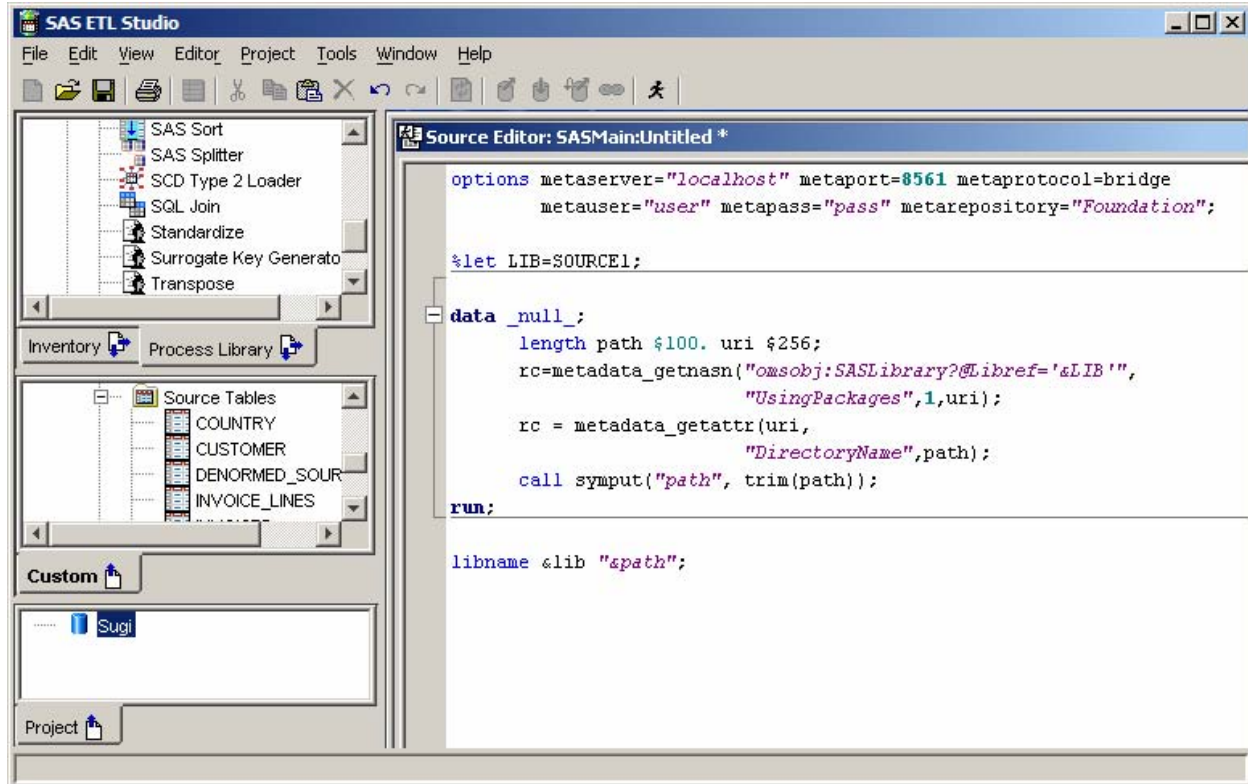 SAS ETL Studio
File Edit View Editor Project Tools Window Help
SAS Sort
SAS Splitter
SCD Type 2 Loader
SQL Join
Standardize
Surrogate Key Generato
Transpose
Inventory Process Library
Source Tables
COUNTRY
CUSTOMER
DENORMED_SOUR
INVOICE_LINES
Custom
Sugi
Project
Source Editor: SASMain:Untitled *
options metaserver="localhost" metaport=8561 metaprotocol=bridge
metauser="user" metapass="pass" metarepository="Foundation";
%let LIB=SOURCE1;
data _null_;
length path $100. uri $256;
rc=metadata_getnasn("omsobj:SASLibrary?@Libref='&LIB'",
"UsingPackages",1,uri);
rc = metadata_getattr(uri,
"DirectoryName",path);
call symput("path", trim(path));
run;
libname &lib "&path";